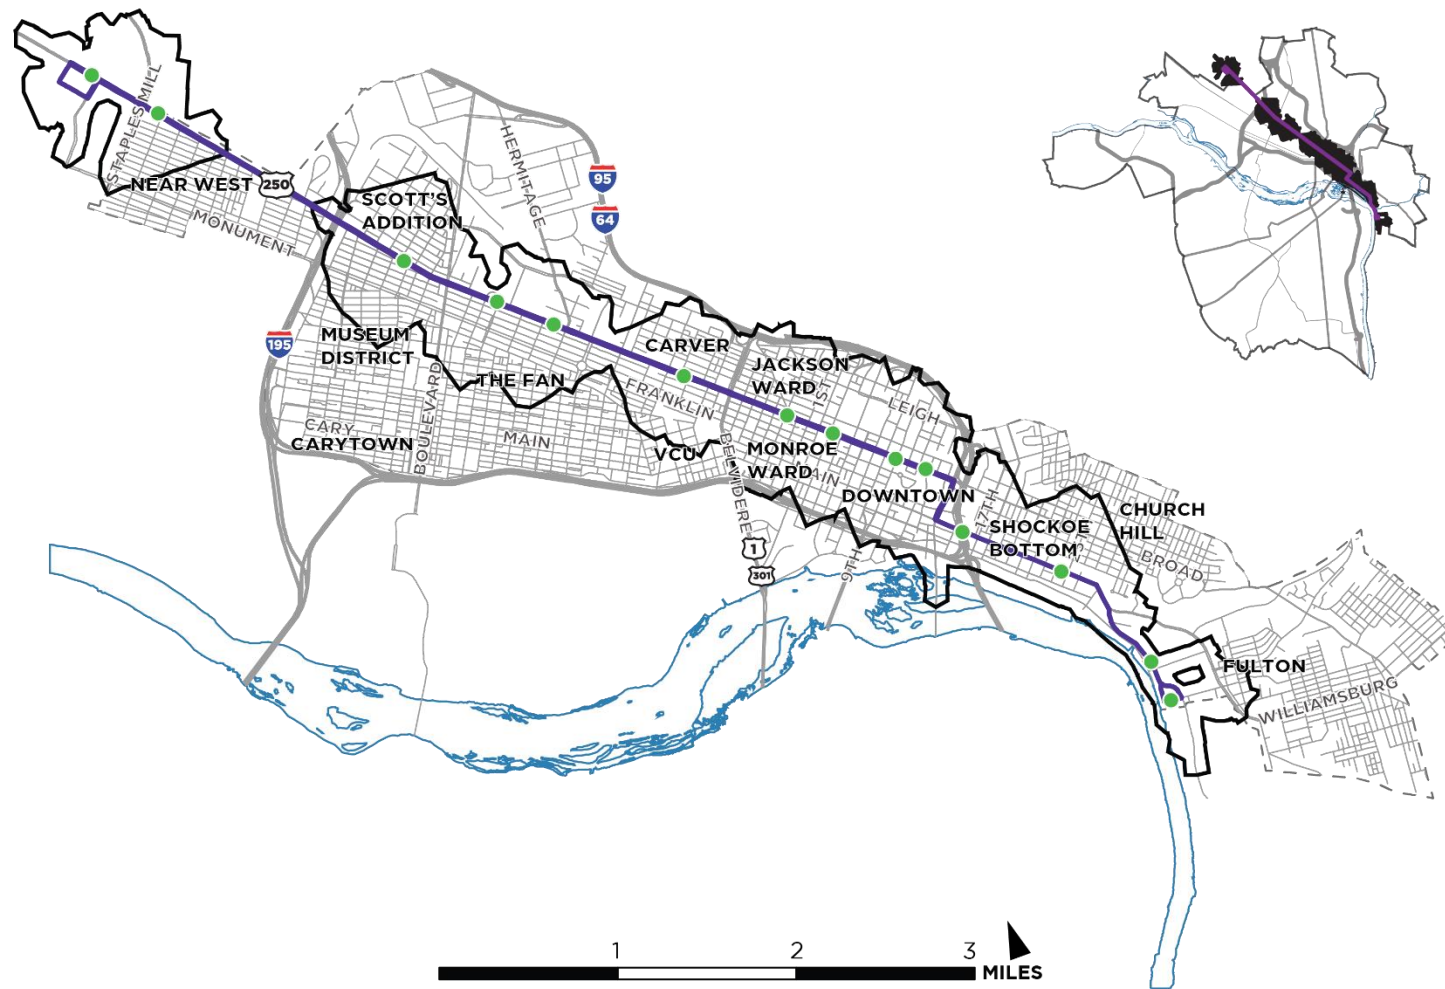 STAPLES MILL
NEAR WEST
250
MONUMENT
SCOTT'S
ADDITION
HERMITAGE
95
64
195
MUSEUM
DISTRICT
THE FAN
BOULEVARD
CARY
CARYTOWN
MAIN
FRANKLIN
VCU
CARVER
JACKSON
WARD
1ST
LEIGH
MONROE
WARD
MAIN
BELVIDERE
DOWNTOWN
1
301
9TH
17TH
SHOCKOE
BOTTOM
CHURCH
HILL
BROAD
FULTON
WILLIAMSBURG
1
2
3
MILES